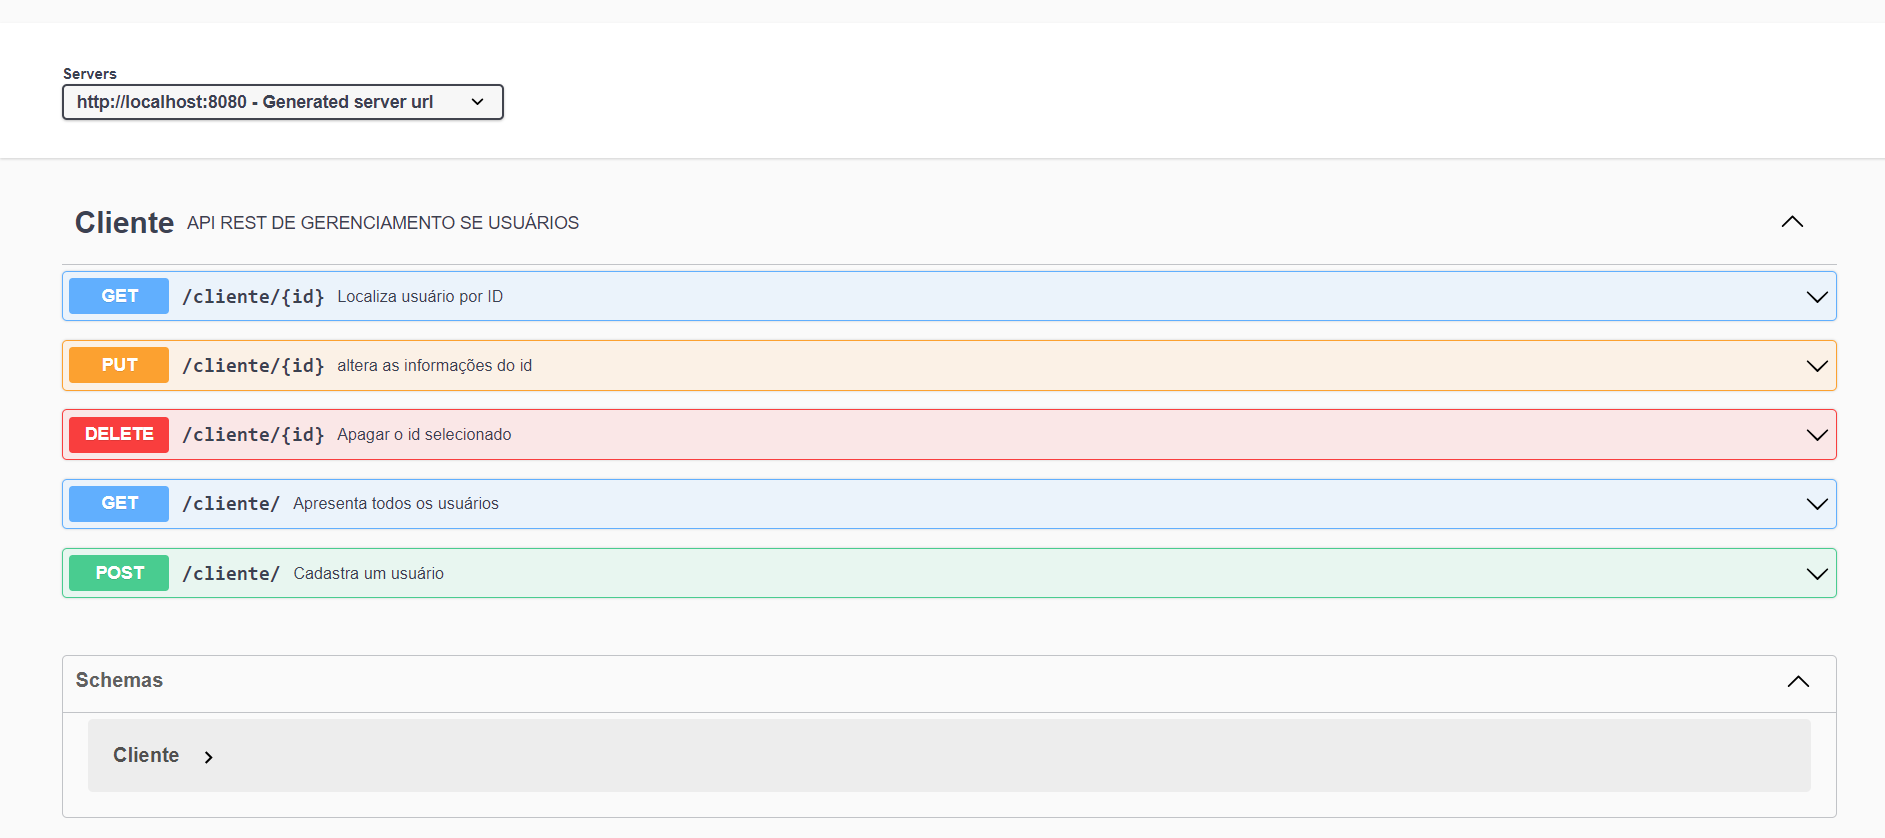 Servers
http://localhost:8080 - Generated server url
Cliente API REST DE GERENCIAMENTO SE USUÁRIOS
GET /cliente/{id} Localiza usuário por ID
PUT /cliente/{id} altera as informações do id
DELETE /cliente/{id} Apagar o id selecionado
GET /cliente/ Apresenta todos os usuários
POST /cliente/ Cadastra um usuário
Schemas
Cliente